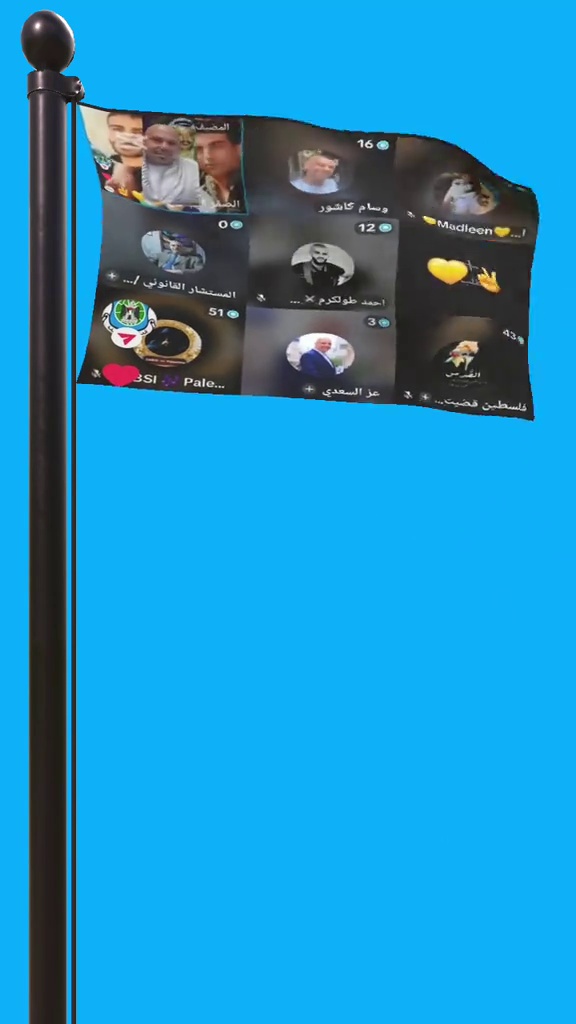 المضيف
16
وسام كاشور
💛Madleen💛...ا
الصقر
0
12
المستشار القانوني /...
احمد طولكرم ✕ ...
51
3
43
BSI 💜 Pale...
عز السعدي
فلسطين قضيت...